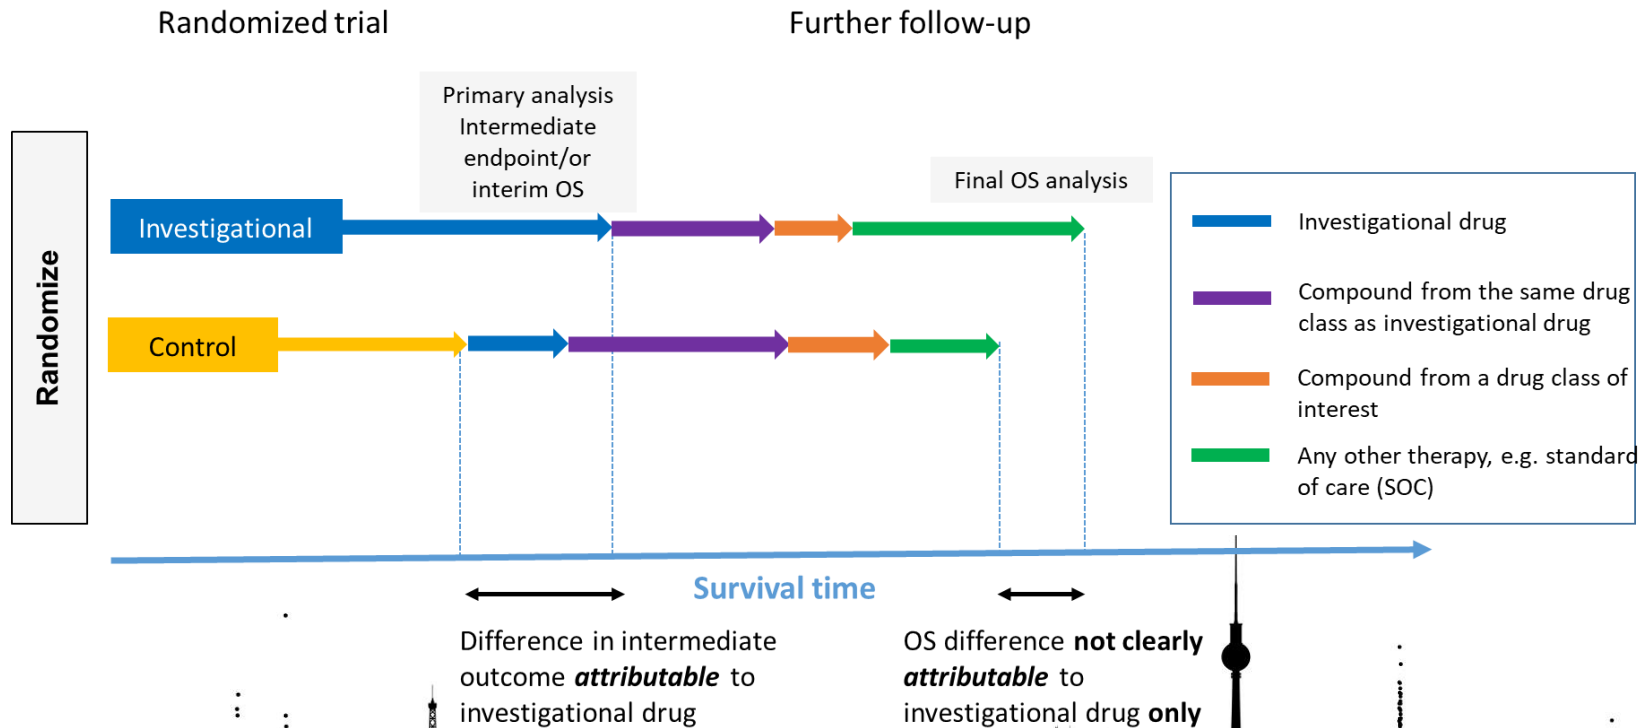 Randomized trial
Further follow-up
Primary analysis
Intermediate
endpoint/or
interim OS
Final OS analysis
Randomize
Investigational
Control
Investigational drug
Compound from the same drug
class as investigational drug
Compound from a drug class of
interest
Any other therapy, e.g. standard
of care (SOC)
Survival time
Difference in intermediate
outcome attributable to
investigational drug
OS difference not clearly
attributable to
investigational drug only